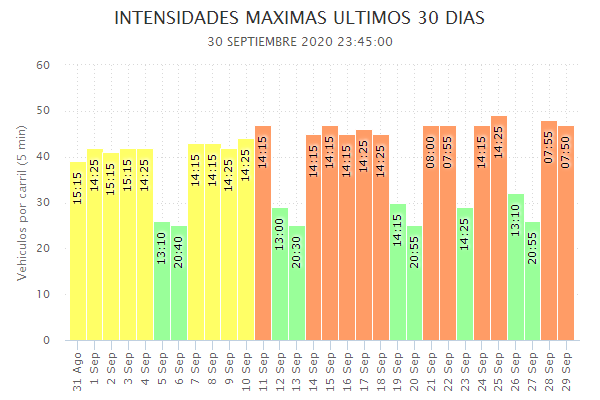 INTENSIDADES MAXIMAS ULTIMOS 30 DIAS
30 SEPTIEMBRE 2020 23:45:00
Vehiculos por carril (5 min)
60
50
40
30
20
10
0
15:15
14:25
15:15
15:15
14:25
13:10
20:40
14:15
14:15
14:25
14:25
14:15
13:00
20:30
14:15
14:15
14:15
14:25
14:25
14:15
20:55
08:00
07:55
14:25
14:15
14:25
13:10
20:55
07:55
07:50
31 Ago
1 Sep
2 Sep
3 Sep
4 Sep
5 Sep
6 Sep
7 Sep
8 Sep
9 Sep
10 Sep
11 Sep
12 Sep
13 Sep
14 Sep
15 Sep
16 Sep
17 Sep
18 Sep
19 Sep
20 Sep
21 Sep
22 Sep
23 Sep
24 Sep
25 Sep
26 Sep
27 Sep
28 Sep
29 Sep